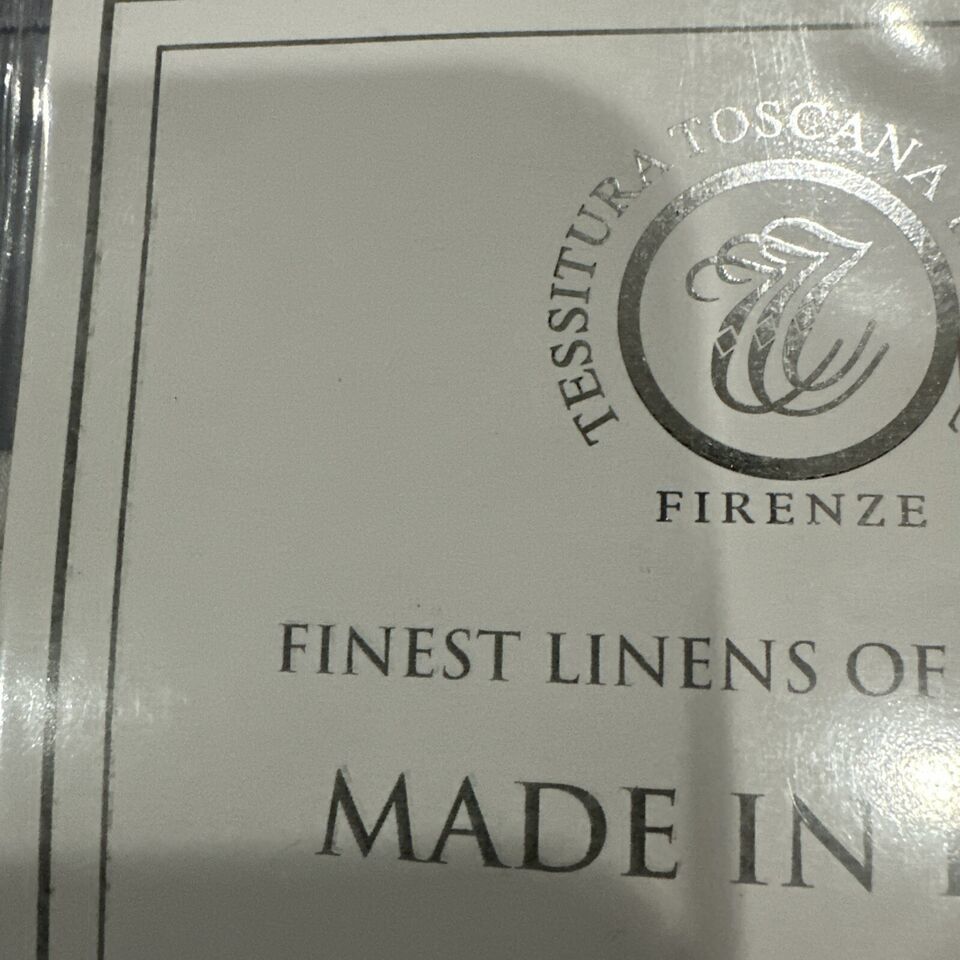 TESSITURA TOSCANA
FIRENZE
FINEST LINENS OF
MADE IN